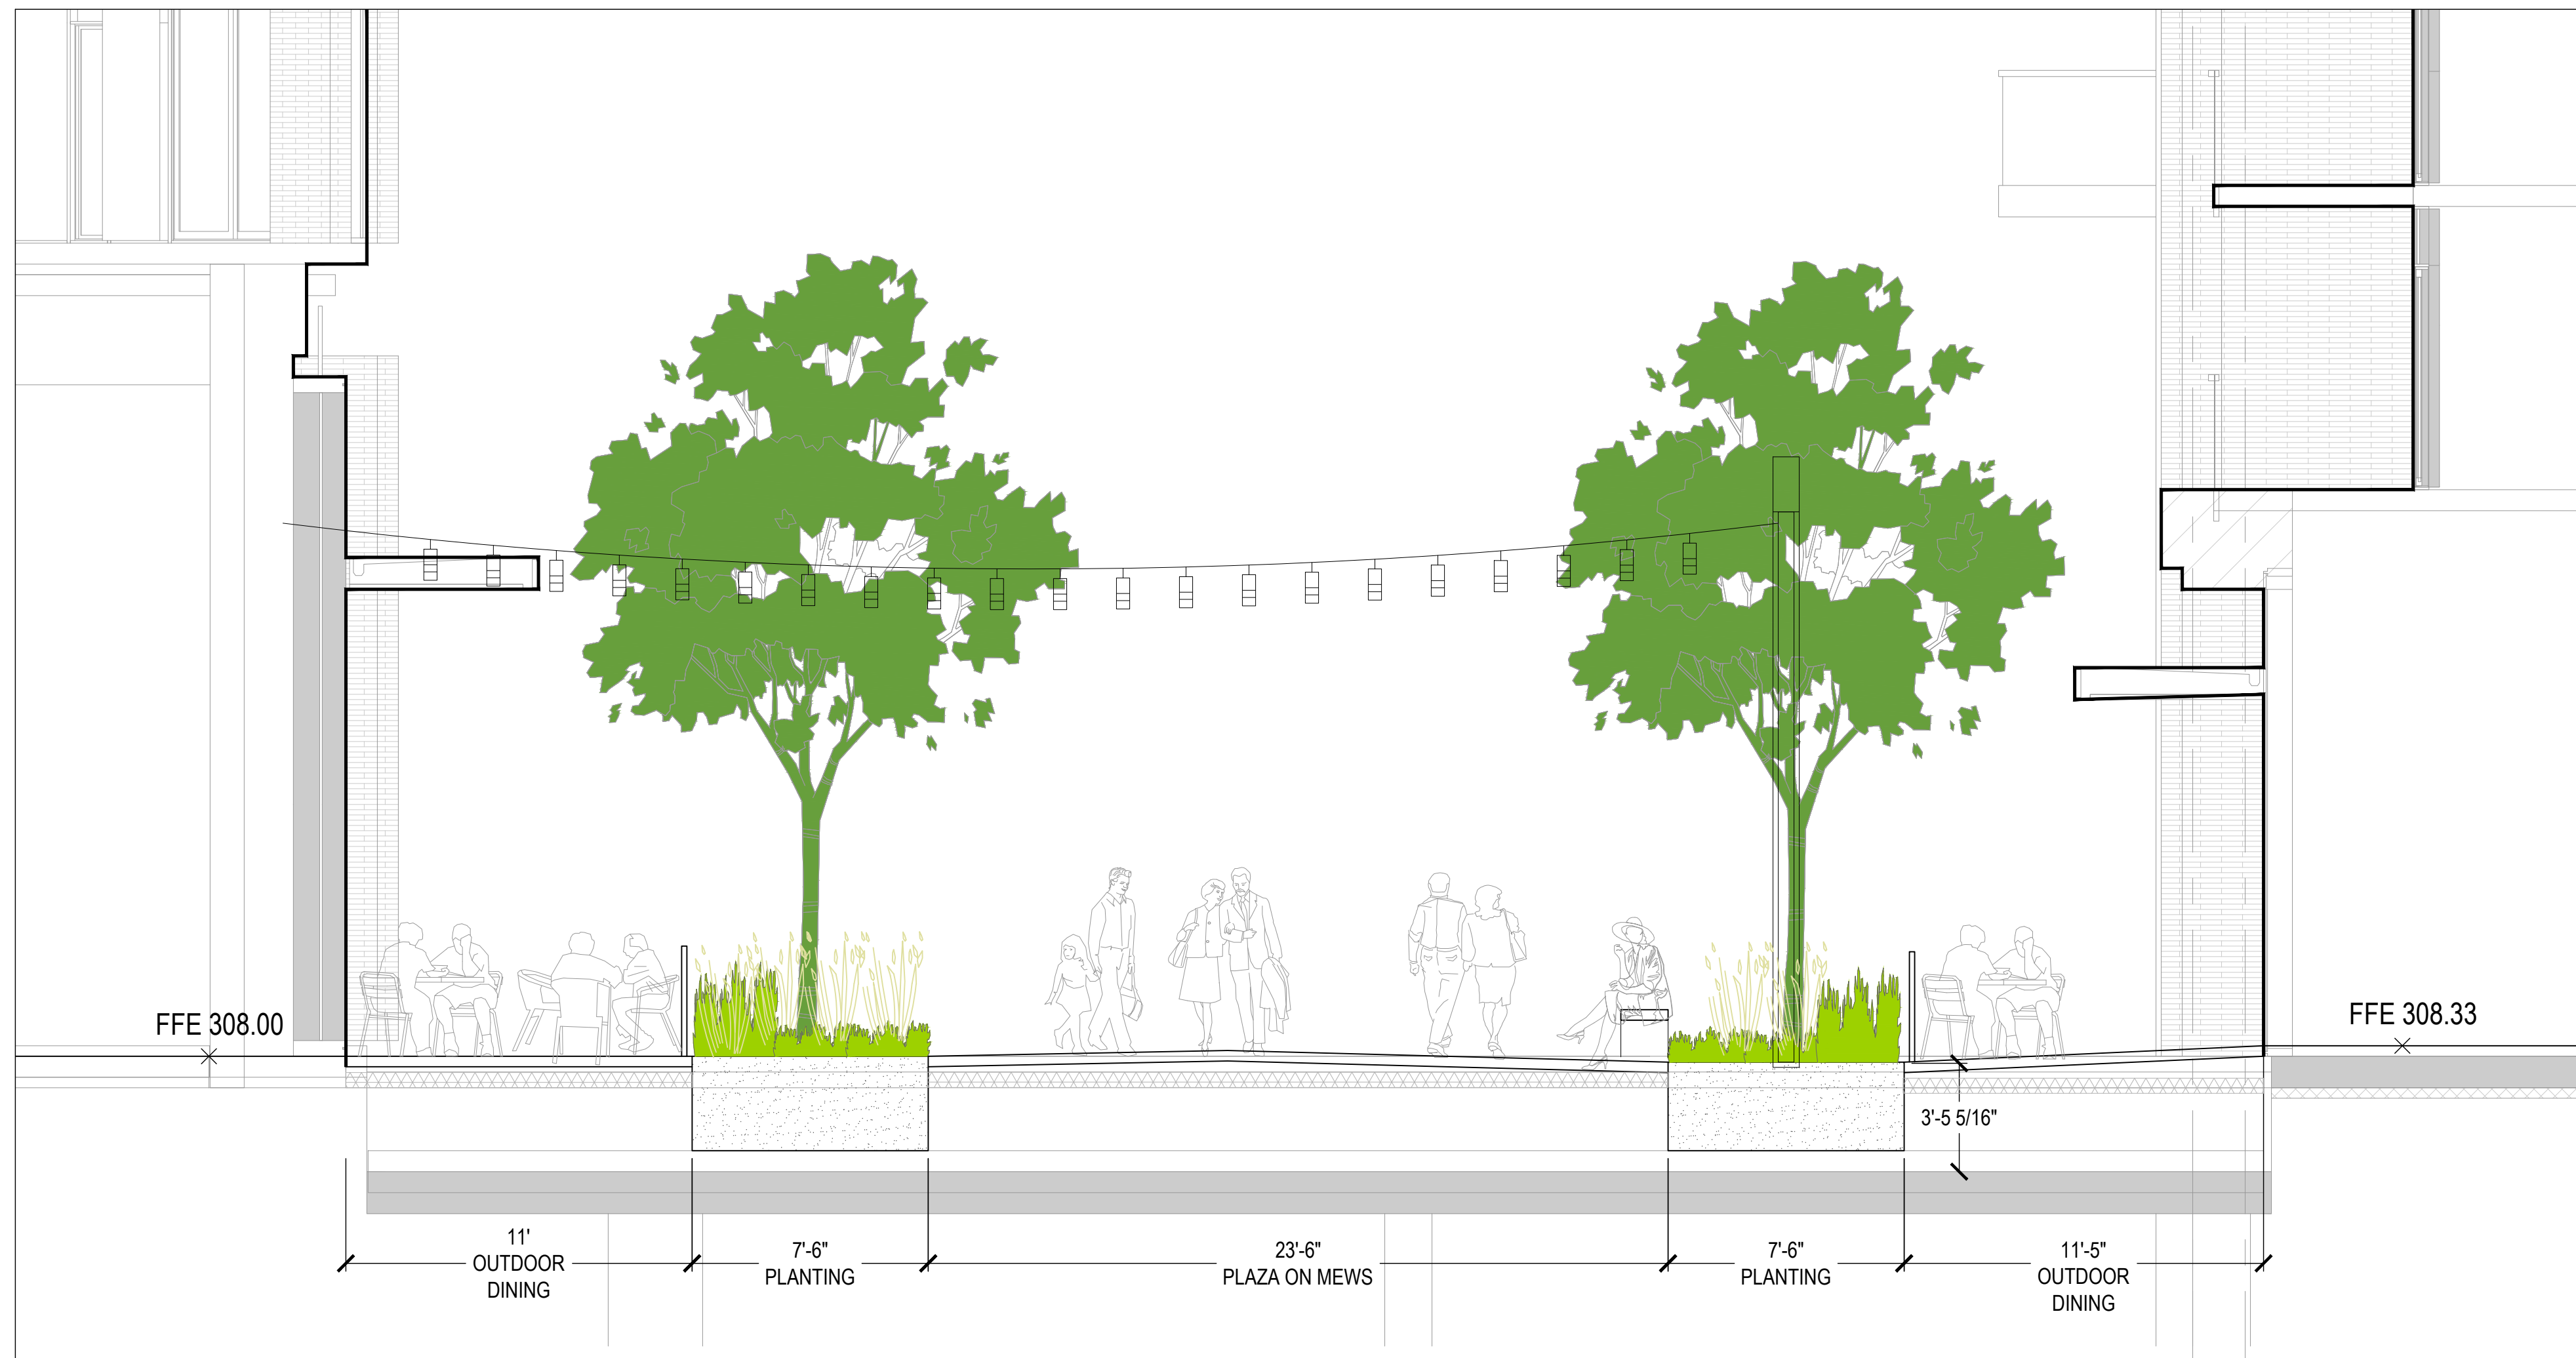 FFE 308.00
FFE 308.33
3'-5 5/16"
11'
OUTDOOR
DINING
7'-6"
PLANTING
23'-6"
PLAZA ON MEWS
7'-6"
PLANTING
11'-5"
OUTDOOR
DINING